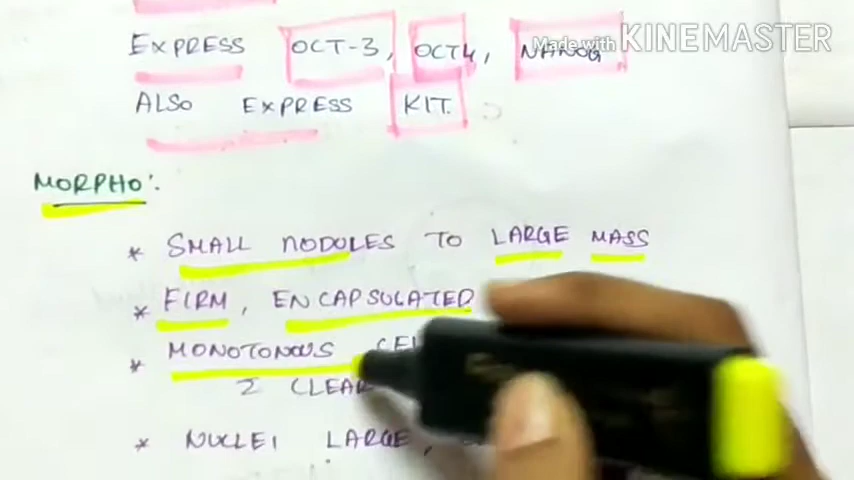 EXPRESS OCT-3, OCT4, NANOG
Made with KINEMASTER
ALSO EXPRESS KIT.
MORPHO:
* SMALL NODULES TO LARGE MASS
* FIRM, ENCAPSULATED
* MONOTONOUS
CLEAR
* NUCLEI LARGE,